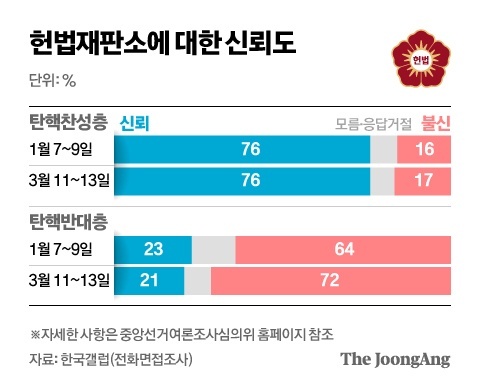 헌법재판소에 대한 신뢰도
헌법
단위: %
탄핵찬성층 신뢰 모름·응답거절 불신
1월 7~9일 76 16
3월 11~13일 76 17
탄핵반대층
1월 7~9일 23 64
3월 11~13일 21 72
※자세한 사항은 중앙선거여론조사심의위 홈페이지 참조
자료: 한국갤럽(전화면접조사) The JoongAng